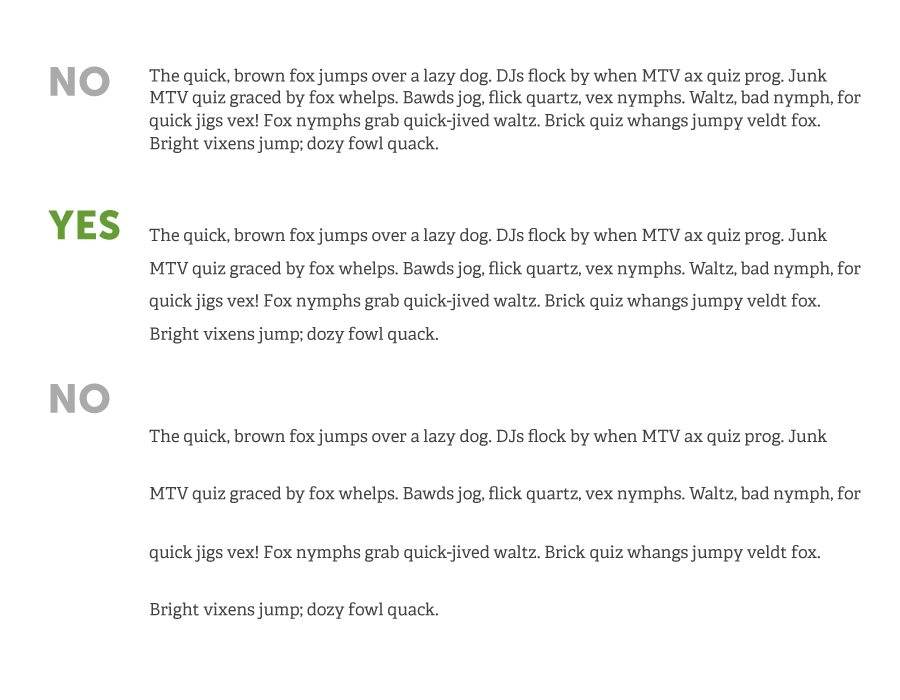 NO
The quick, brown fox jumps over a lazy dog. DJs flock by when MTV ax quiz prog. Junk
MTV quiz graced by fox whelps. Bawds jog, flick quartz, vex nymphs. Waltz, bad nymph, for
quick jigs vex! Fox nymphs grab quick-jived waltz. Brick quiz whangs jumpy veldt fox.
Bright vixens jump; dozy fowl quack.
YES
The quick, brown fox jumps over a lazy dog. DJs flock by when MTV ax quiz prog. Junk
MTV quiz graced by fox whelps. Bawds jog, flick quartz, vex nymphs. Waltz, bad nymph, for
quick jigs vex! Fox nymphs grab quick-jived waltz. Brick quiz whangs jumpy veldt fox.
Bright vixens jump; dozy fowl quack.
NO
The quick, brown fox jumps over a lazy dog. DJs flock by when MTV ax quiz prog. Junk
MTV quiz graced by fox whelps. Bawds jog, flick quartz, vex nymphs. Waltz, bad nymph, for
quick jigs vex! Fox nymphs grab quick-jived waltz. Brick quiz whangs jumpy veldt fox.
Bright vixens jump; dozy fowl quack.